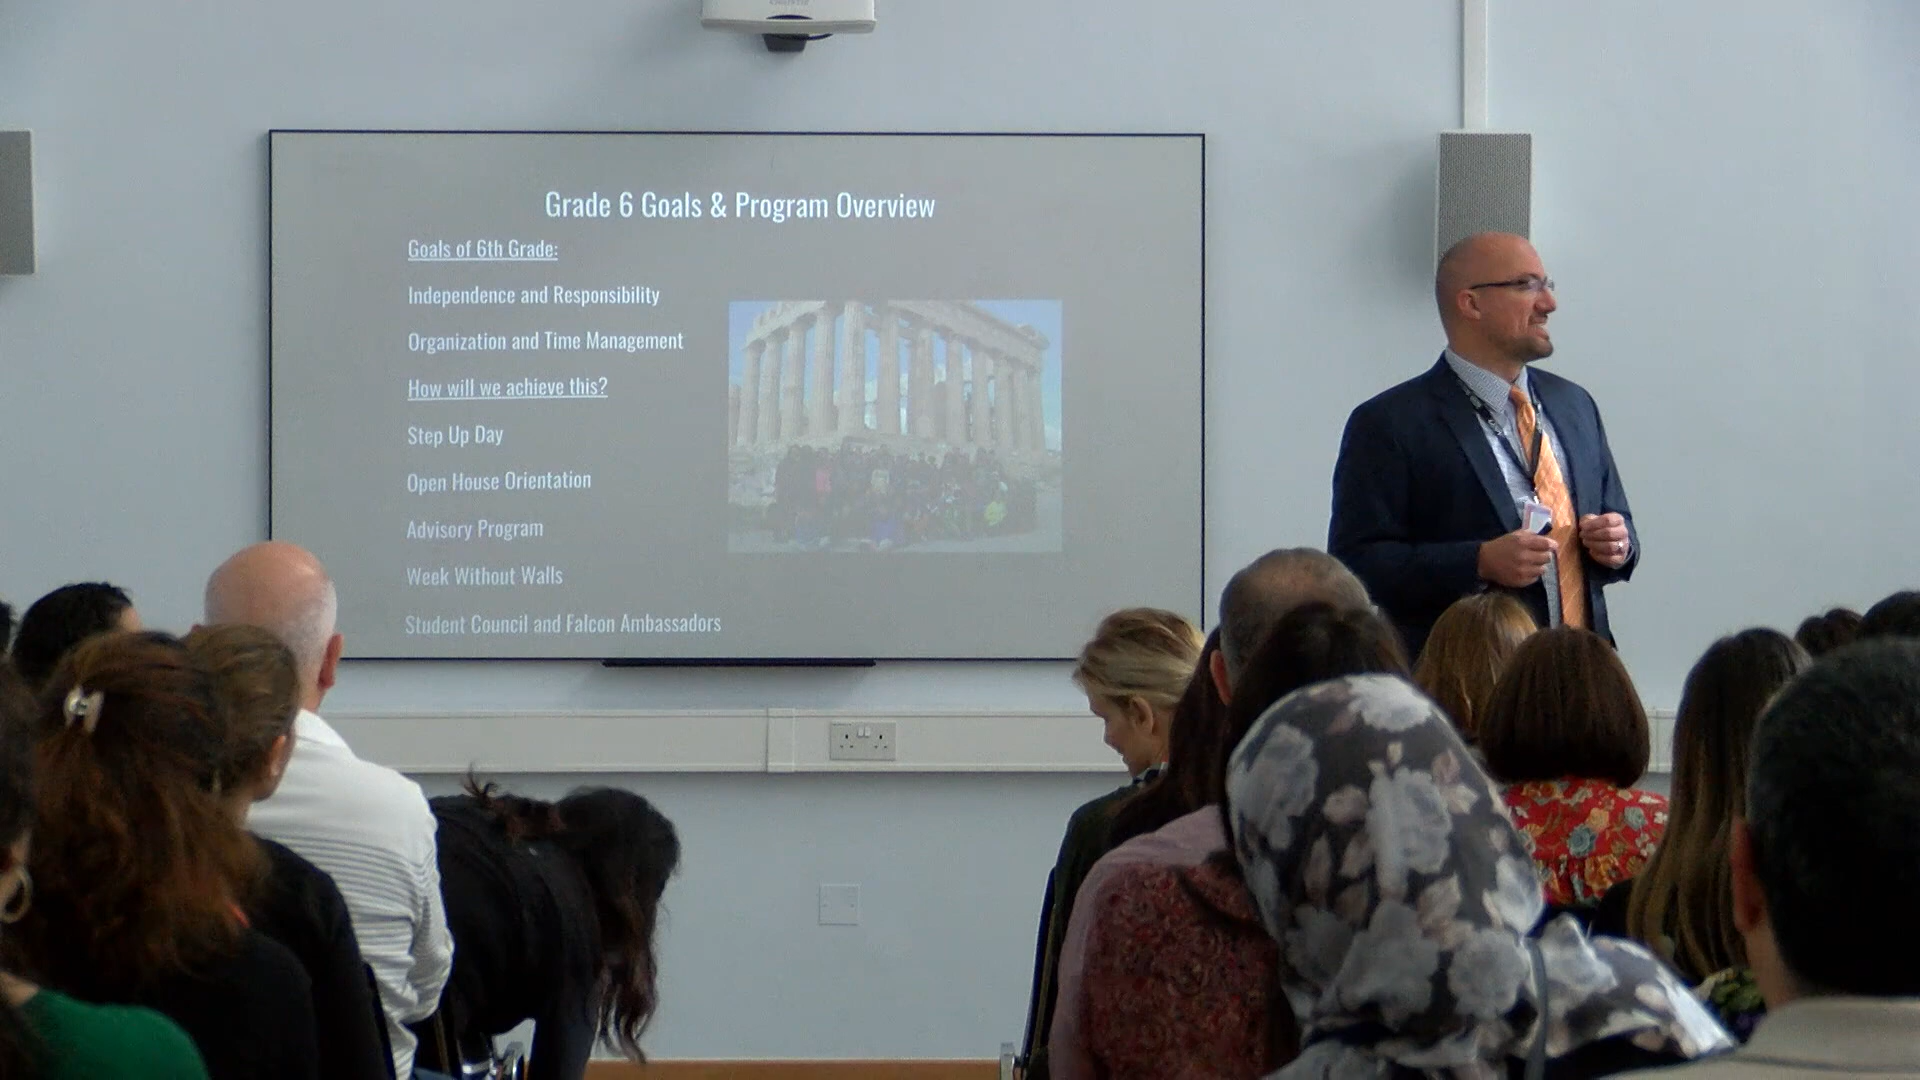 Grade 6 Goals & Program Overview
Goals of 6th Grade:
Independence and Responsibility
Organization and Time Management
How will we achieve this?
Step Up Day
Open House Orientation
Advisory Program
Week Without Walls
Student Council and Falcon Ambassadors